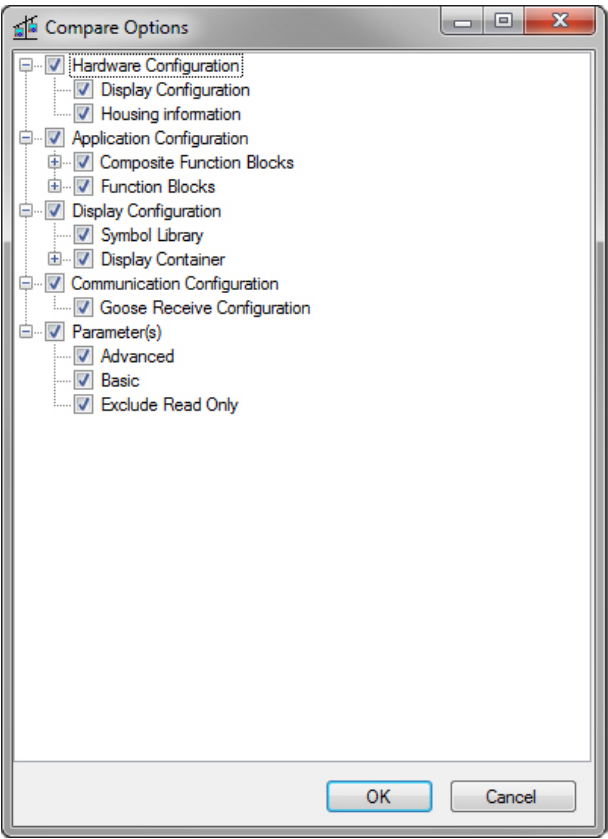 Compare Options
Hardware Configuration
Display Configuration
Housing information
Application Configuration
Composite Function Blocks
Function Blocks
Display Configuration
Symbol Library
Display Container
Communication Configuration
Goose Receive Configuration
Parameter(s)
Advanced
Basic
Exclude Read Only
OK Cancel